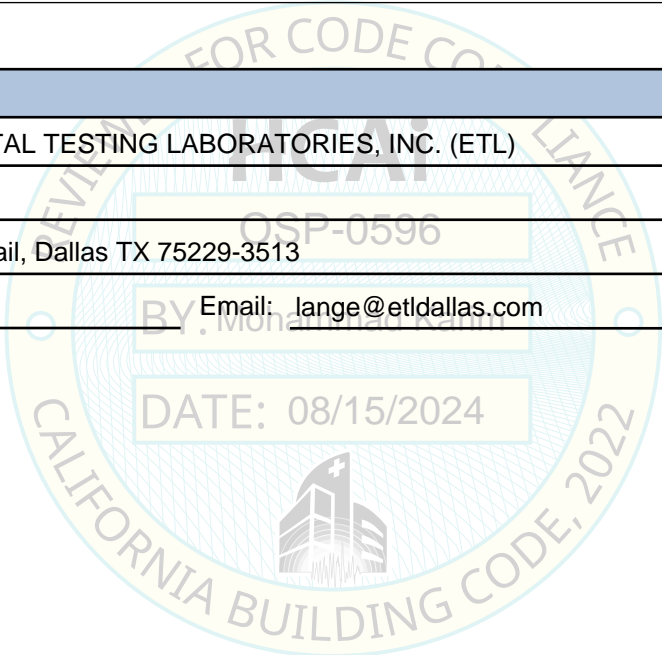 REVIEWED FOR CODE COMPLIANCE
HCAi
TAL TESTING LABORATORIES, INC. (ETL)
OSP-0596
ail, Dallas TX 75229-3513
Email: lange@etldallas.com
BY: Mohammad Karim
DATE: 08/15/2024
CALIFORNIA BUILDING CODE, 2022